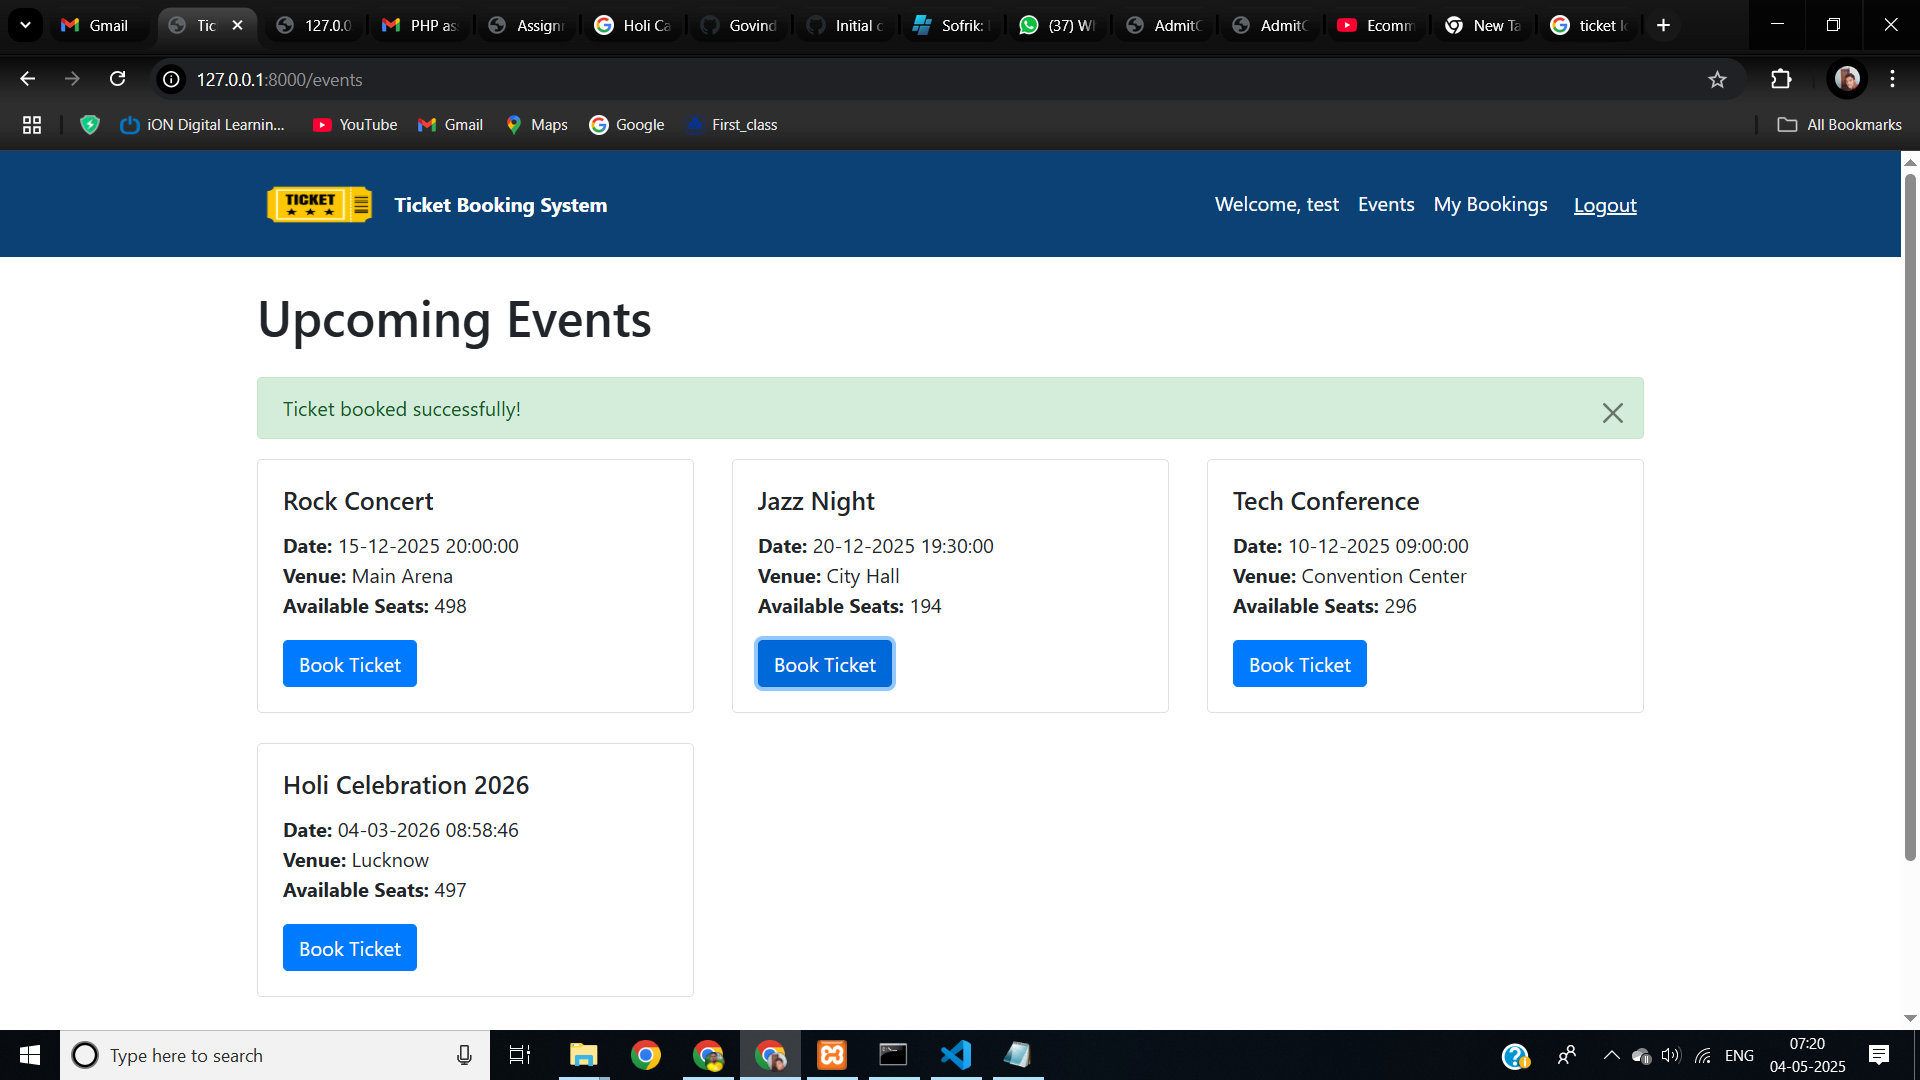 Gmail
Tic
127.0.0
PHP as
Assignr
Holi Ca
Govind
Initial c
Sofrik:
(37) Wh
AdmitC
AdmitC
Ecomm
New Ta
ticket lo
127.0.0.1:8000/events
iON Digital Learnin...
YouTube
Gmail
Maps
Google
First_class
All Bookmarks
TICKET
Ticket Booking System
Welcome, test
Events
My Bookings
Logout
Upcoming Events
Ticket booked successfully!
Rock Concert
Date: 15-12-2025 20:00:00
Venue: Main Arena
Available Seats: 498
Book Ticket
Jazz Night
Date: 20-12-2025 19:30:00
Venue: City Hall
Available Seats: 194
Book Ticket
Tech Conference
Date: 10-12-2025 09:00:00
Venue: Convention Center
Available Seats: 296
Book Ticket
Holi Celebration 2026
Date: 04-03-2026 08:58:46
Venue: Lucknow
Available Seats: 497
Book Ticket
Type here to search
ENG
07:20
04-05-2025